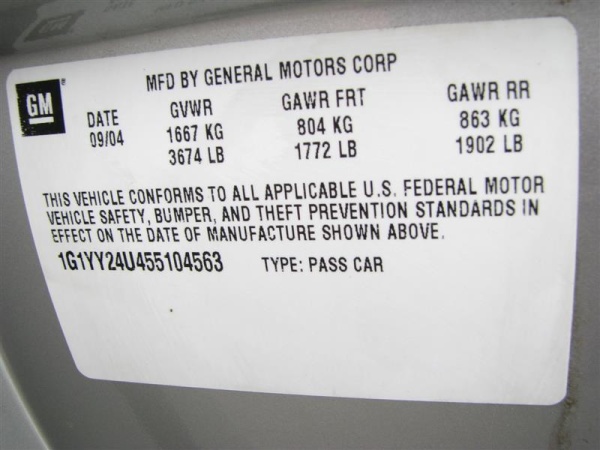 MFD BY GENERAL MOTORS CORP
GM
DATE GVWR GAWR FRT GAWR RR
09/04 1667 KG 804 KG 863 KG
3674 LB 1772 LB 1902 LB
THIS VEHICLE CONFORMS TO ALL APPLICABLE U.S. FEDERAL MOTOR
VEHICLE SAFETY, BUMPER, AND THEFT PREVENTION STANDARDS IN
EFFECT ON THE DATE OF MANUFACTURE SHOWN ABOVE.
1G1YY24U455104563 TYPE: PASS CAR